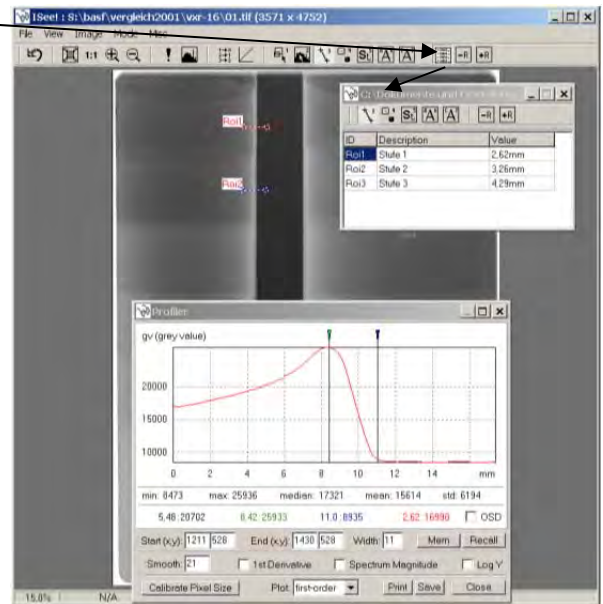 ISee! : S:\basf\vergleich2001\vxr-16\01.tif (3571 x 4752)
File View Image Mode Misc
1:1 St A A -R +R
Roi1
Roi2
St A A -R +R
ID Description Value
Roi1 Stufe 1 2,62mm
Roi2 Stufe 2 3,26mm
Roi3 Stufe 3 4,29mm
Profiler
gv (grey value)
20000
15000
10000
0 2 4 6 8 10 12 14 mm
min: 8473 max: 25936 median: 17321 mean: 15614 std: 6194
5.48 :20702 8.42 :25933 11.0 :8935 2.62 :16990 OSD
Start (x,y): 1211 528 End (x,y): 1430 528 Width: 11 Mem Recall
Smooth: 21 1st Derivative Spectrum Magnitude Log Y
Calibrate Pixel Size Plot: first-order Print Save Close
15.0% N/A